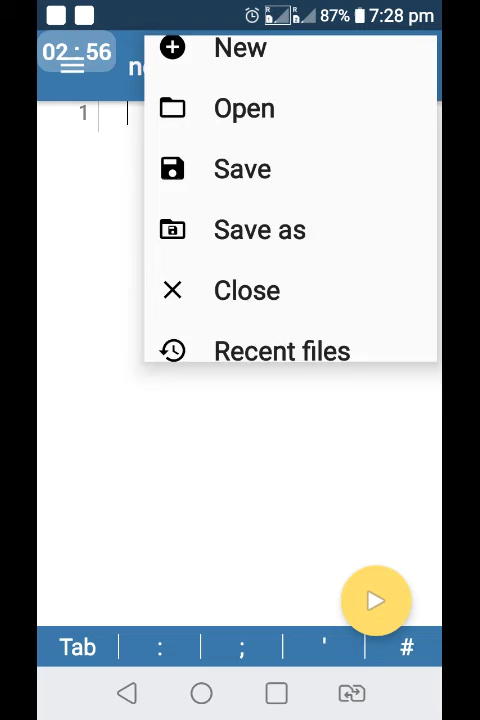 87% 7:28 pm
02 : 56
New
1
Open
Save
Save as
Close
Recent files
Tab : ; ' #